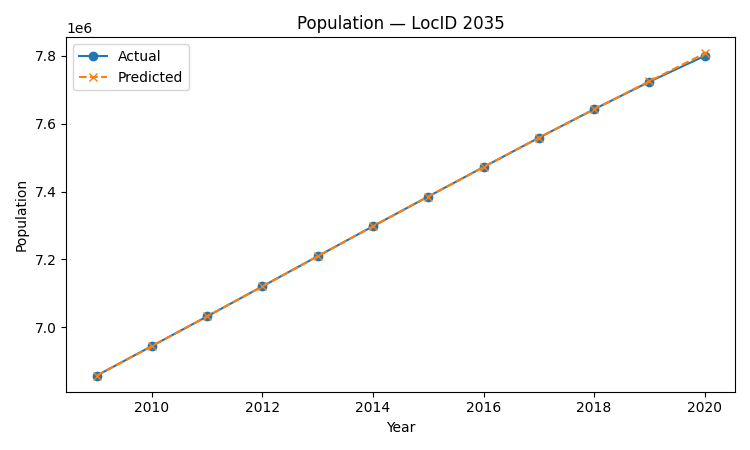 Population — LocID 2035
1e6
Actual
Predicted
7.8
7.6
7.4
7.2
7.0
Population
2010
2012
2014
2016
2018
2020
Year